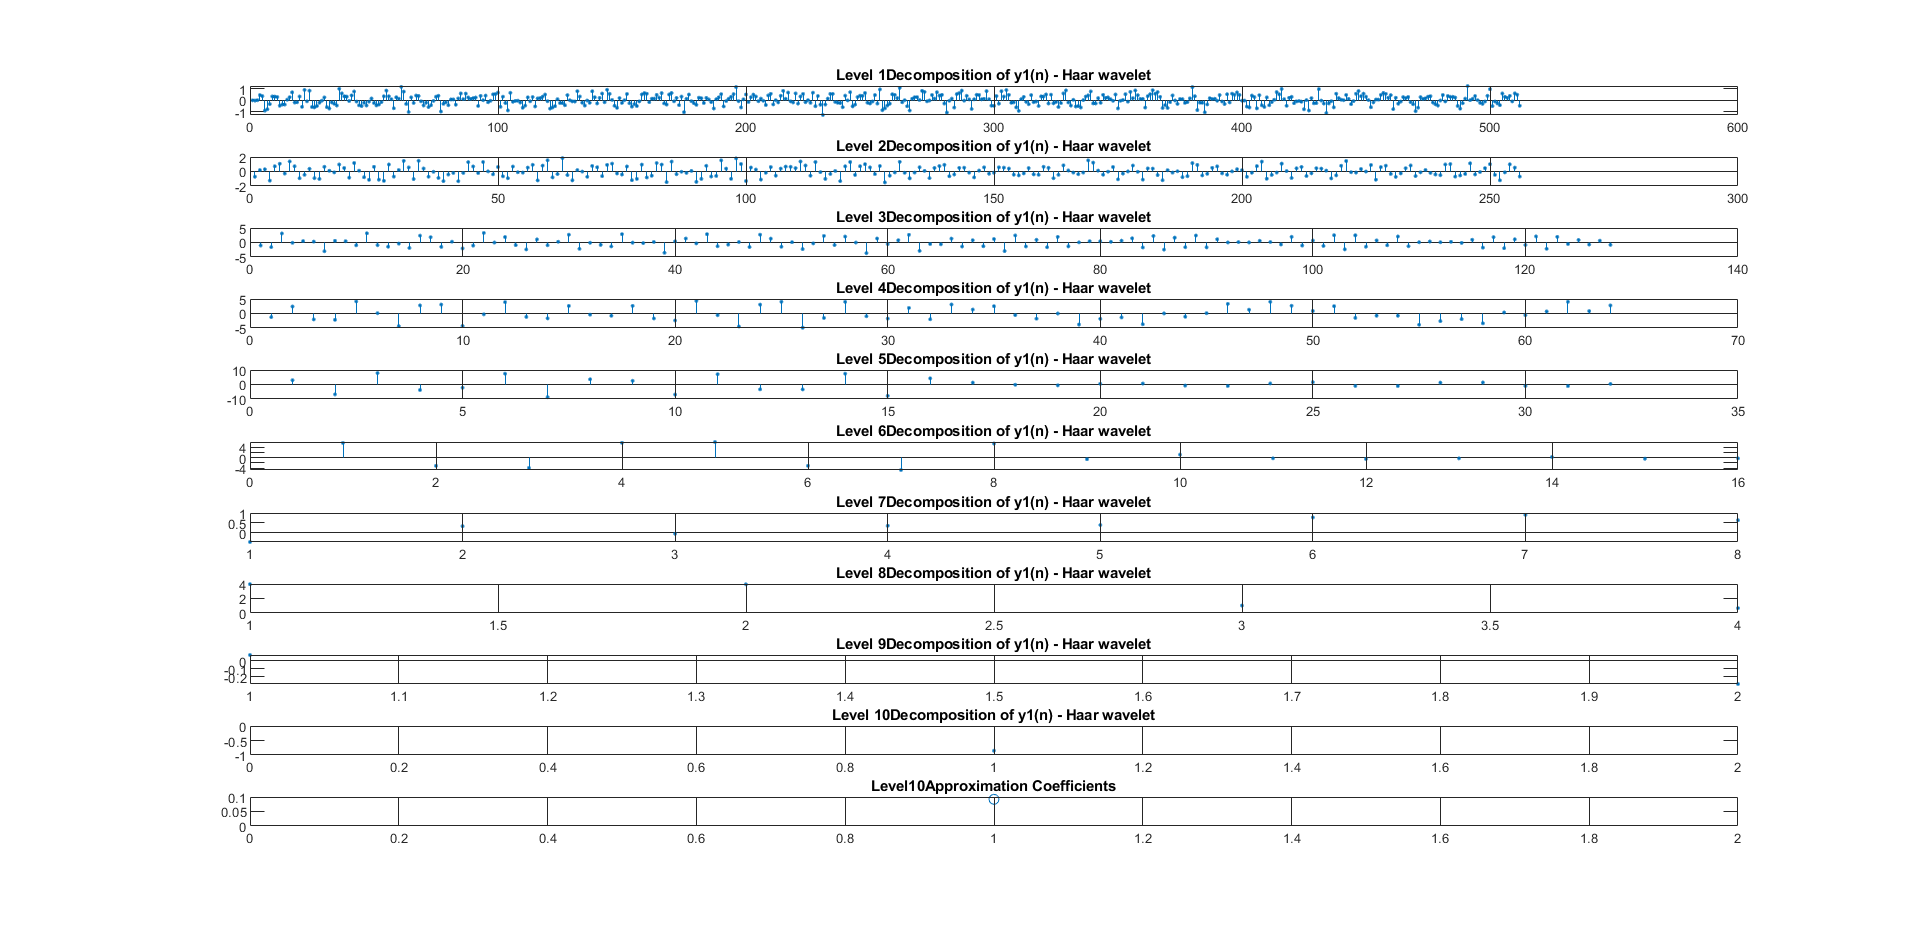 Level 1Decomposition of y1(n) - Haar wavelet
1
0
-1
0 100 200 300 400 500 600
Level 2Decomposition of y1(n) - Haar wavelet
2
0
-2
0 50 100 150 200 250 300
Level 3Decomposition of y1(n) - Haar wavelet
5
0
-5
0 20 40 60 80 100 120 140
Level 4Decomposition of y1(n) - Haar wavelet
5
0
-5
0 10 20 30 40 50 60 70
Level 5Decomposition of y1(n) - Haar wavelet
10
0
-10
0 5 10 15 20 25 30 35
Level 6Decomposition of y1(n) - Haar wavelet
4
0
-4
0 2 4 6 8 10 12 14 16
Level 7Decomposition of y1(n) - Haar wavelet
1
0.5
0
1 2 3 4 5 6 7 8
Level 8Decomposition of y1(n) - Haar wavelet
4
2
0
1 1.5 2 2.5 3 3.5 4
Level 9Decomposition of y1(n) - Haar wavelet
0
-0.1
-0.2
1 1.1 1.2 1.3 1.4 1.5 1.6 1.7 1.8 1.9 2
Level 10Decomposition of y1(n) - Haar wavelet
0
-0.5
-1
0 0.2 0.4 0.6 0.8 1 1.2 1.4 1.6 1.8 2
Level10Approximation Coefficients
0.1
0.05
0
0 0.2 0.4 0.6 0.8 1 1.2 1.4 1.6 1.8 2